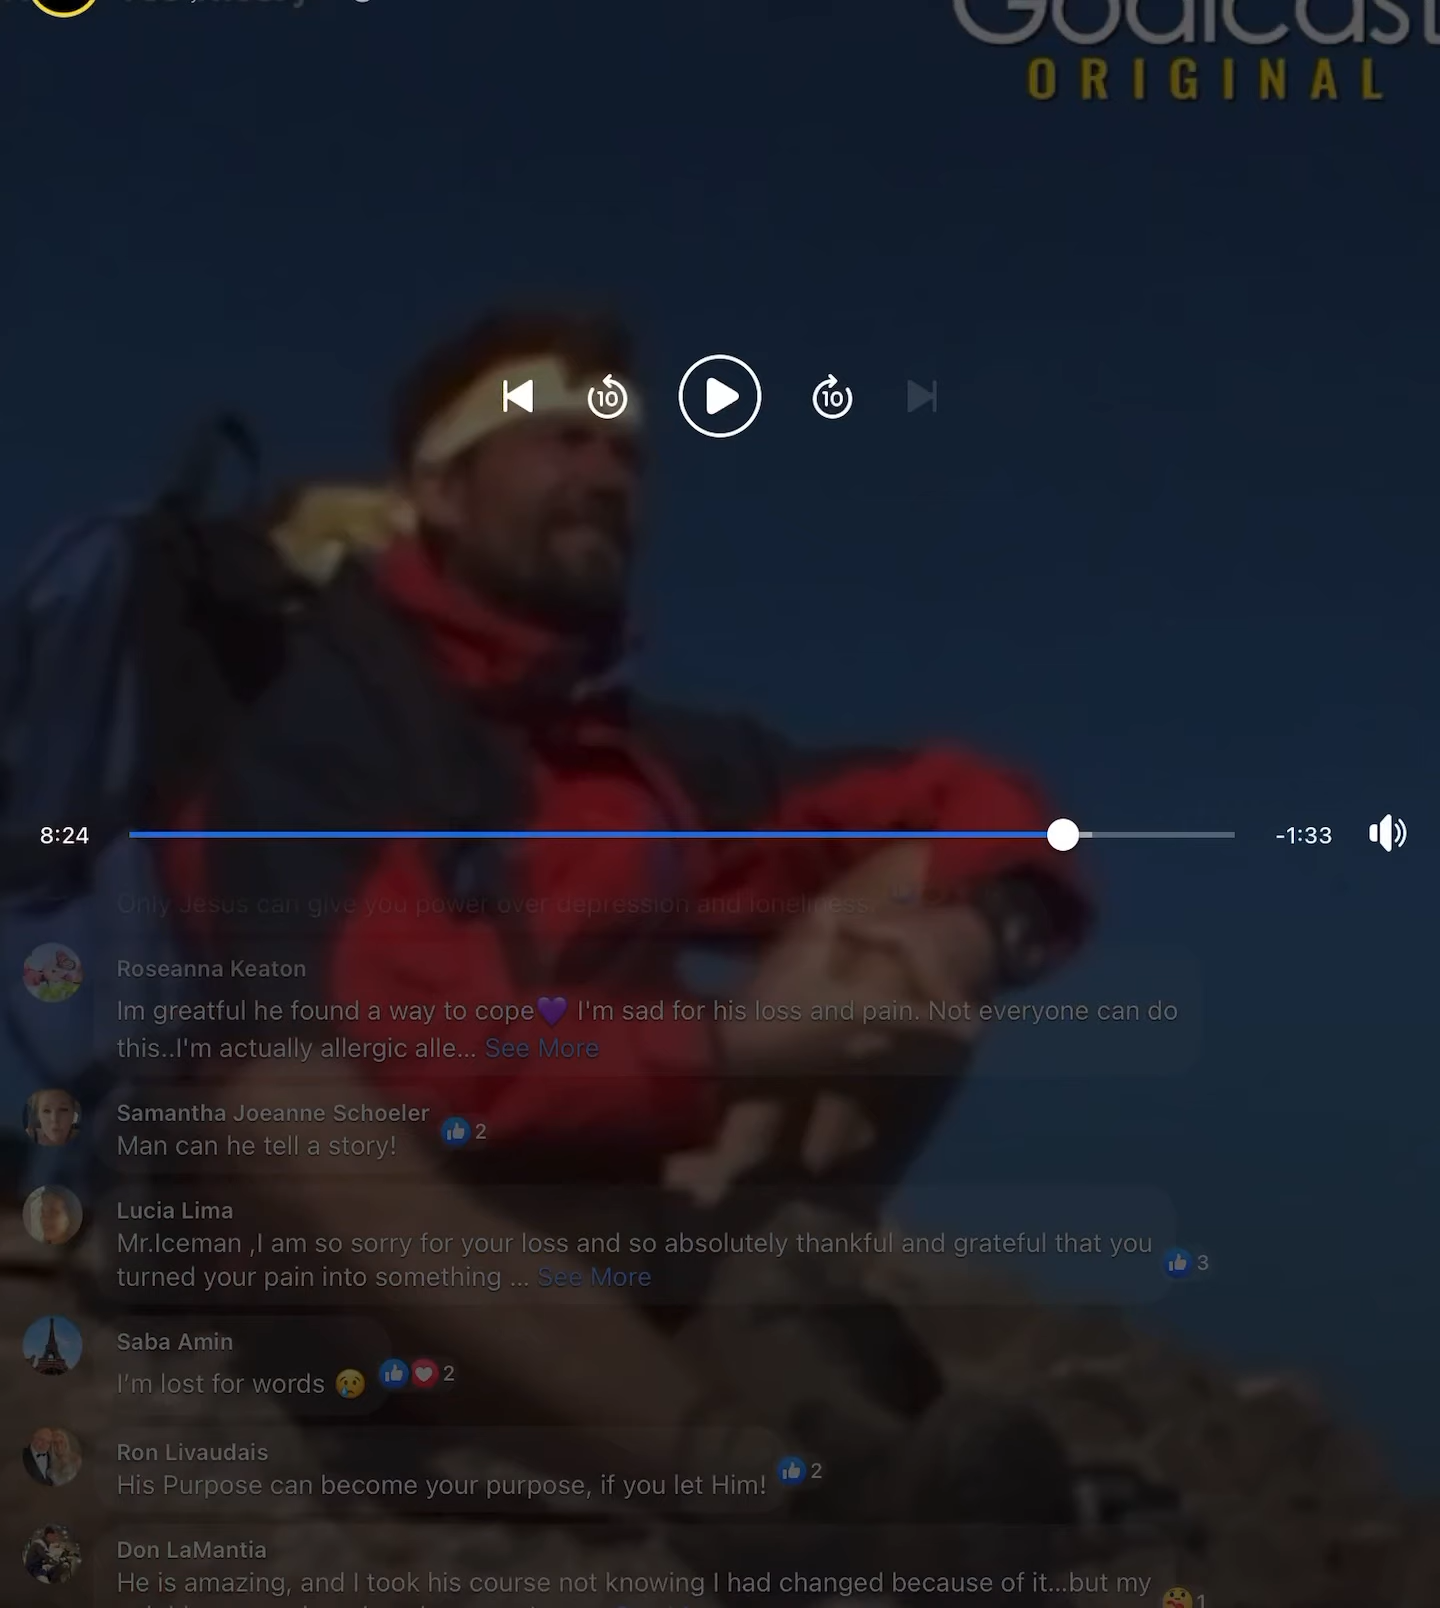 Goalcast
ORIGINAL
10
10
8:24
-1:33
Only Jesus can give you power over depression and loneliness.
Roseanna Keaton
Im greatful he found a way to cope💜 I'm sad for his loss and pain. Not everyone can do
this..I'm actually allergic alle... See More
Samantha Joeanne Schoeler
Man can he tell a story!
2
Lucia Lima
Mr.Iceman ,I am so sorry for your loss and so absolutely thankful and grateful that you
turned your pain into something ... See More
3
Saba Amin
I’m lost for words 😢
2
Ron Livaudais
His Purpose can become your purpose, if you let Him!
2
Don LaMantia
He is amazing, and I took his course not knowing I had changed because of it...but my
1